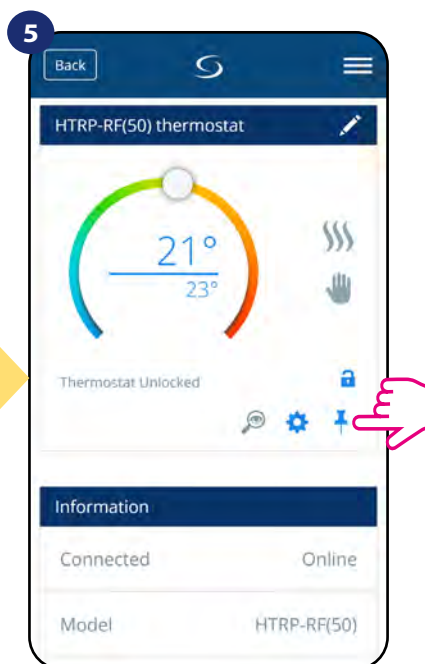 5
Back
HTRP-RF(50) thermostat
21°
23°
Thermostat Unlocked
Information
Connected Online
Model HTRP-RF(50)